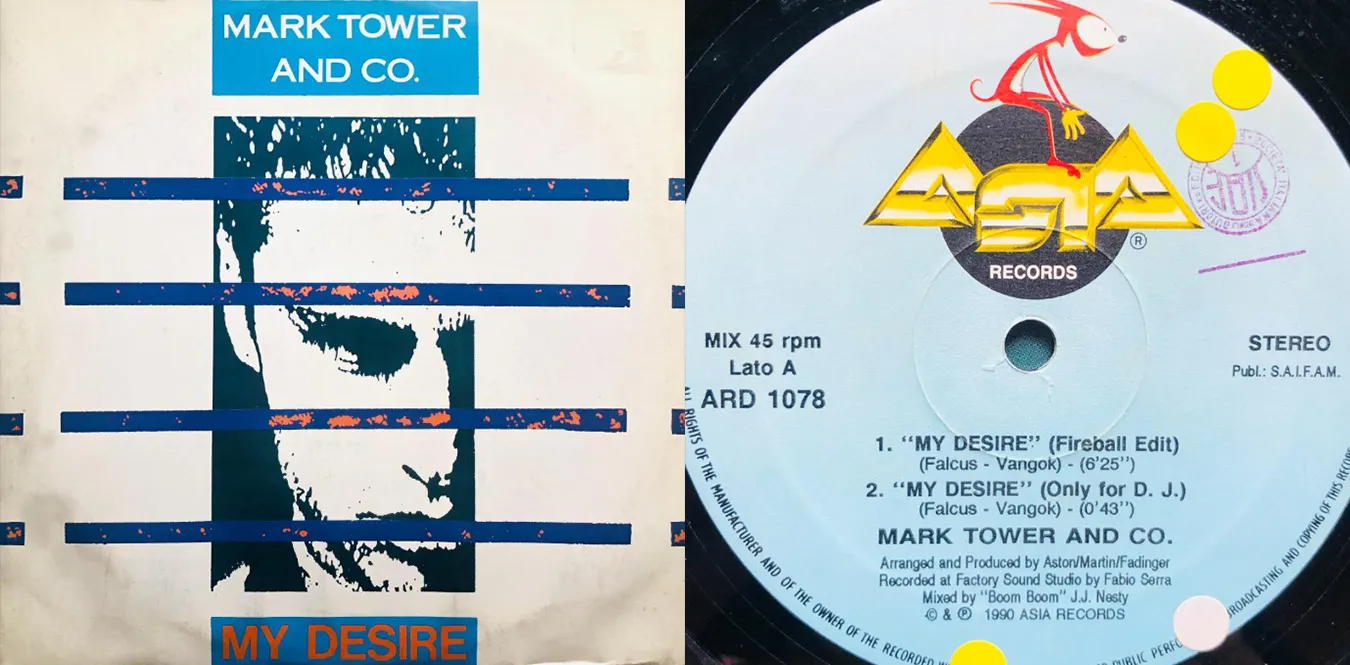 MARK TOWER
AND CO.
MY DESIRE
ASIA
®
RECORDS
MIX 45 rpm
Lato A
ARD 1078
STEREO
Publ.: S.A.I.F.A.M.
1. "MY DESIRE" (Fireball Edit)
(Falcus - Vangok) - (6'25")
2. "MY DESIRE" (Only for D. J.)
(Falcus - Vangok) - (0'43")
MARK TOWER AND CO.
Arranged and Produced by Aston/Martin/Fadinger
Recorded at Factory Sound Studio by Fabio Serra
Mixed by "Boom Boom" J.J. Nesty
© & ℗ 1990 ASIA RECORDS
ALL RIGHTS OF THE MANUFACTURER AND OF THE OWNER OF THE RECORDED
PUBLIC PERF
BROADCASTING AND COPYING OF THIS RECORD